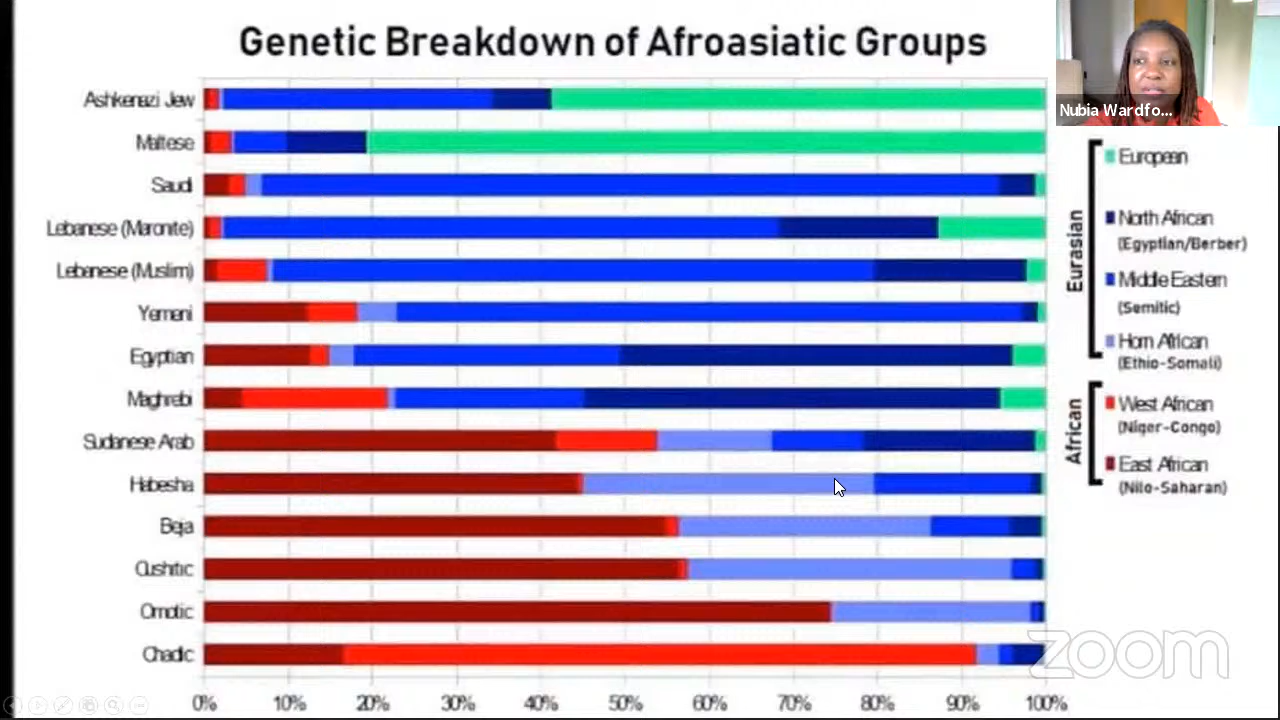 Genetic Breakdown of Afroasiatic Groups
Nubia Wardfo...
Ashkenazi Jew
Maltese
Saudi
Lebanese (Maronite)
Lebanese (Muslim)
Yemeni
Egyptian
Maghrebi
Sudanese Arab
Habesha
Beja
Cushitic
Omotic
Chadic
0% 10% 20% 30% 40% 50% 60% 70% 80% 90% 100%
Eurasian
European
North African
(Egyptian/Berber)
Middle Eastern
(Semitic)
Horn African
(Ethio-Somali)
African
West African
(Niger-Congo)
East African
(Nilo-Saharan)
zoom